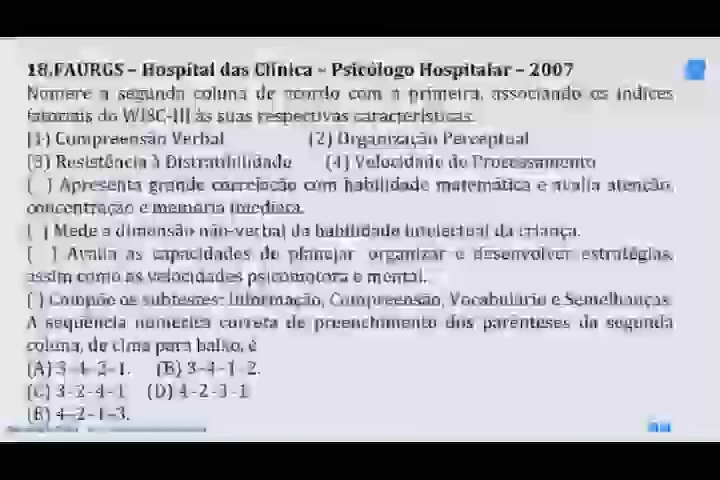 18.FAURGS – Hospital das Clínica – Psicólogo Hospitalar – 2007
Numere a segunda coluna de acordo com a primeira, associando os índices
fatoriais do WISC-III às suas respectivas características.
(1) Compreensão Verbal (2) Organização Perceptual
(3) Resistência à Distratibilidade (4) Velocidade de Processamento
( ) Apresenta grande correlação com habilidade matemática e avalia atenção,
concentração e memória imediata.
( ) Mede a dimensão não-verbal da habilidade intelectual da criança.
( ) Avalia as capacidades de planejar, organizar e desenvolver estratégias,
assim como as velocidades psicomotora e mental.
( ) Compõe os subtestes: Informação, Compreensão, Vocabulário e Semelhanças.
A sequência numérica correta de preenchimento dos parênteses da segunda
coluna, de cima para baixo, é
(A) 3-4-2-1. (B) 3-4-1-2.
(C) 3-2-4-1 (D) 4-2-3-1
(E) 4-2-1-3.